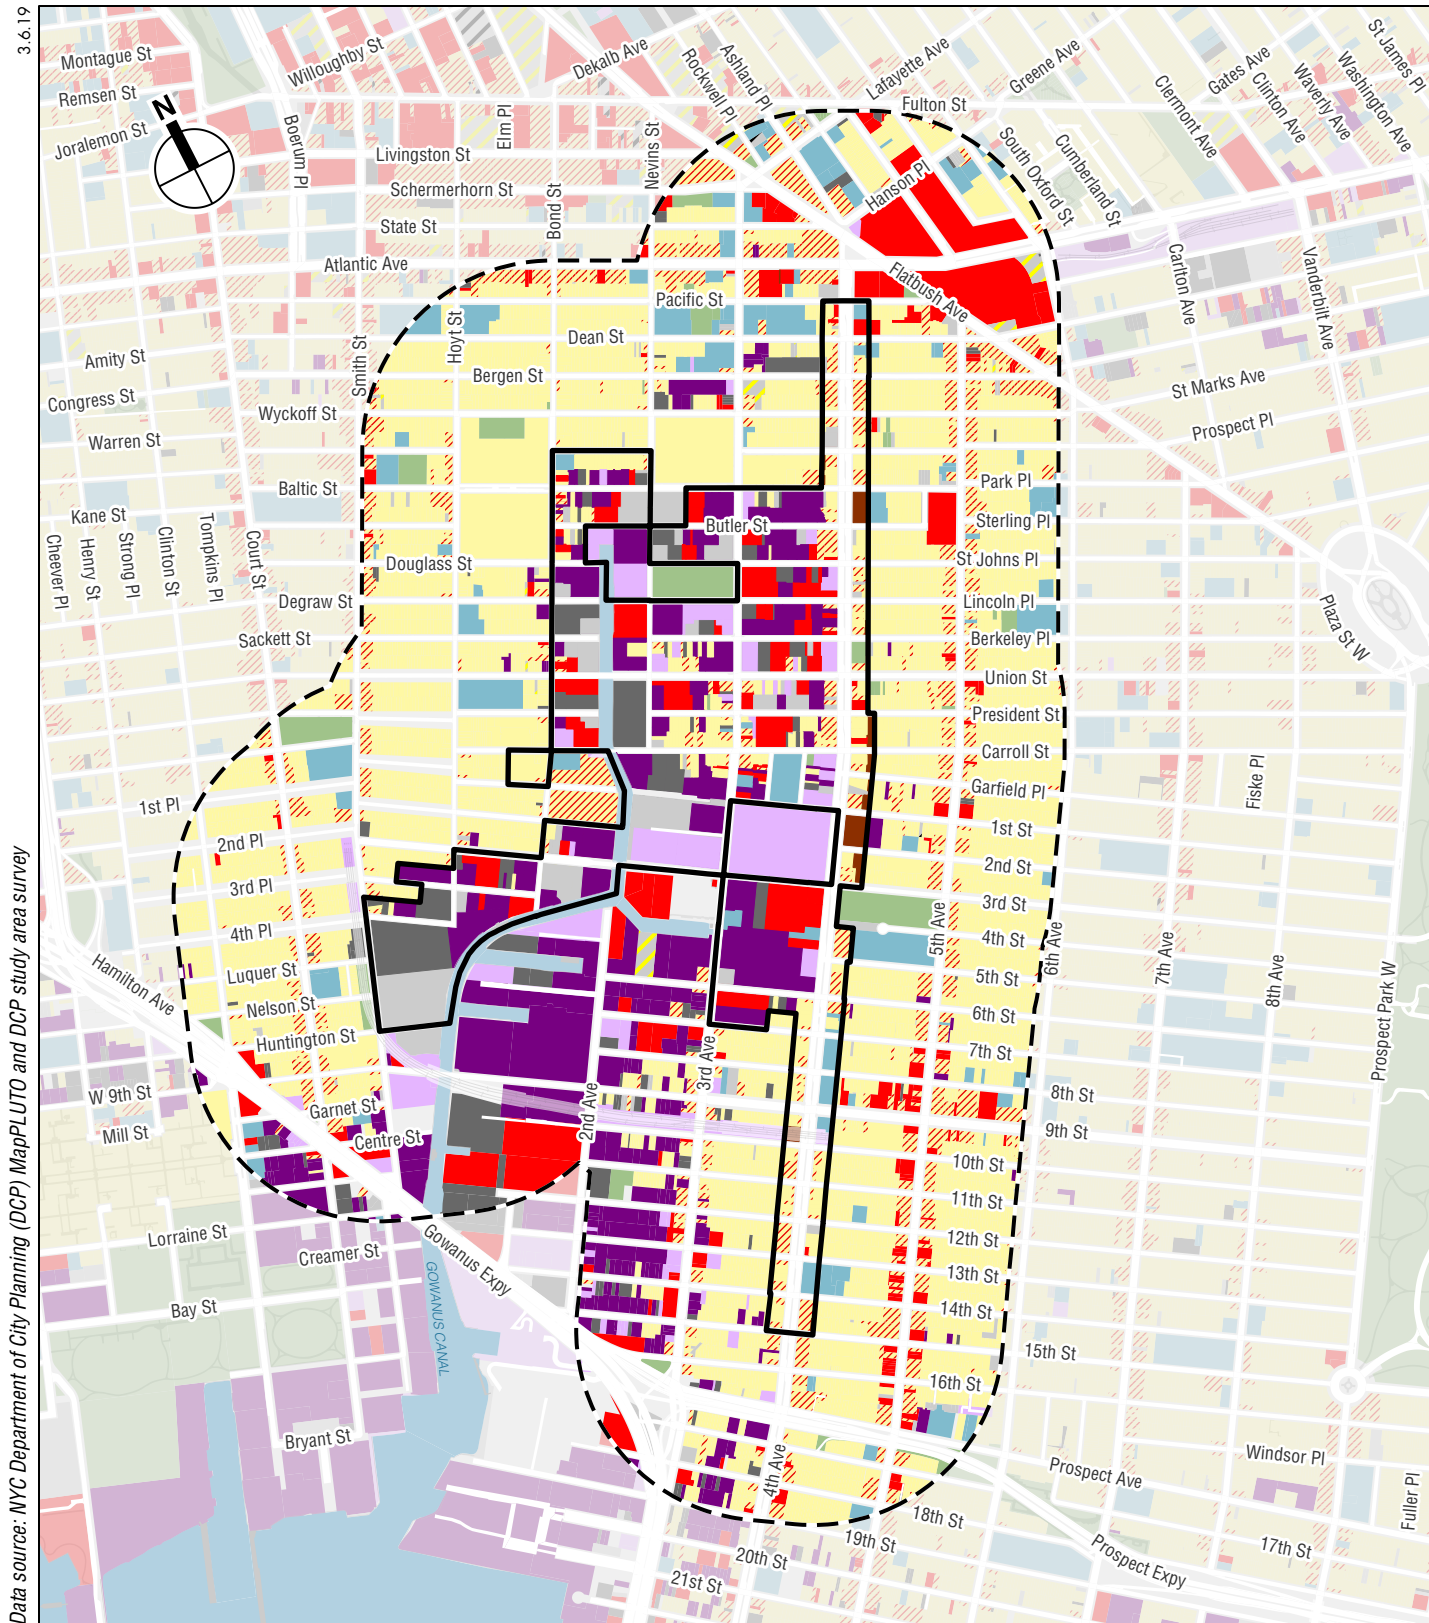 3.6.19
Data source: NYC Department of City Planning (DCP) MapPLUTO and DCP study area survey
N
Montague St
Remsen St
Joralemon St
Willoughby St
Boerum Pl
Elm Pl
Livingston St
Schermerhorn St
State St
Atlantic Ave
Bond St
Nevins St
Dekalb Ave
Rockwell Pl
Ashland Pl
Lafayette Ave
Fulton St
Greene Ave
Hanson Pl
South Oxford St
Cumberland St
Clermont Ave
Gates Ave
Clinton Ave
Waverly Ave
Washington Ave
St James Pl
Carlton Ave
Vanderbilt Ave
Flatbush Ave
Pacific St
Dean St
Hoyt St
Smith St
Bergen St
Wyckoff St
Amity St
Congress St
Warren St
Baltic St
Kane St
Cheever Pl
Henry St
Strong Pl
Clinton St
Tompkins Pl
Court St
Butler St
Douglass St
Degraw St
Sackett St
St Marks Ave
Prospect Pl
Park Pl
Sterling Pl
St Johns Pl
Lincoln Pl
Berkeley Pl
Union St
President St
Carroll St
Garfield Pl
Plaza St W
Fiske Pl
1st Pl
2nd Pl
3rd Pl
4th Pl
Luquer St
Nelson St
Huntington St
Hamilton Ave
W 9th St
Mill St
Garnet St
Centre St
Lorraine St
Creamer St
Bay St
Bryant St
Gowanus Expy
GOWANUS CANAL
1st St
2nd St
3rd St
4th St
5th St
6th St
7th St
8th St
9th St
10th St
11th St
12th St
13th St
14th St
15th St
16th St
2nd Ave
3rd Ave
4th Ave
5th Ave
6th Ave
7th Ave
8th Ave
Prospect Park W
Windsor Pl
Prospect Ave
Fuller Pl
17th St
18th St
19th St
20th St
21st St
Prospect Expy